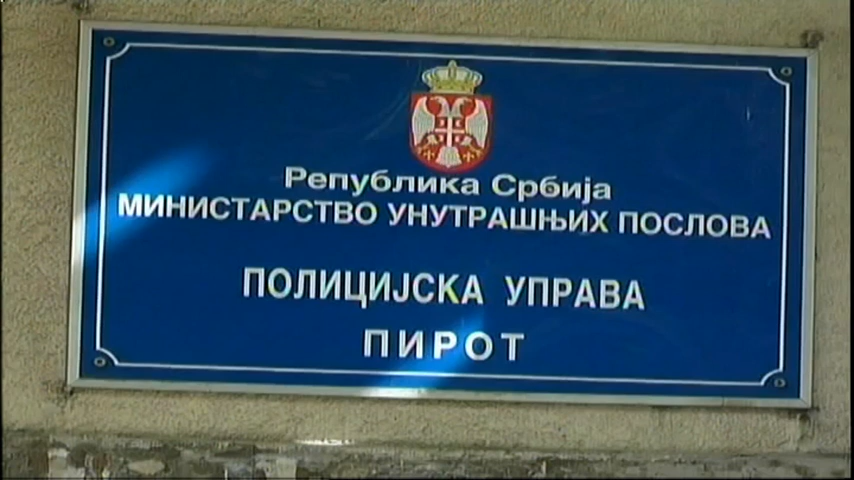 Република Србија
МИНИСТАРСТВО УНУТРАШЊИХ ПОСЛОВА
ПОЛИЦИЈСКА УПРАВА
ПИРОТ